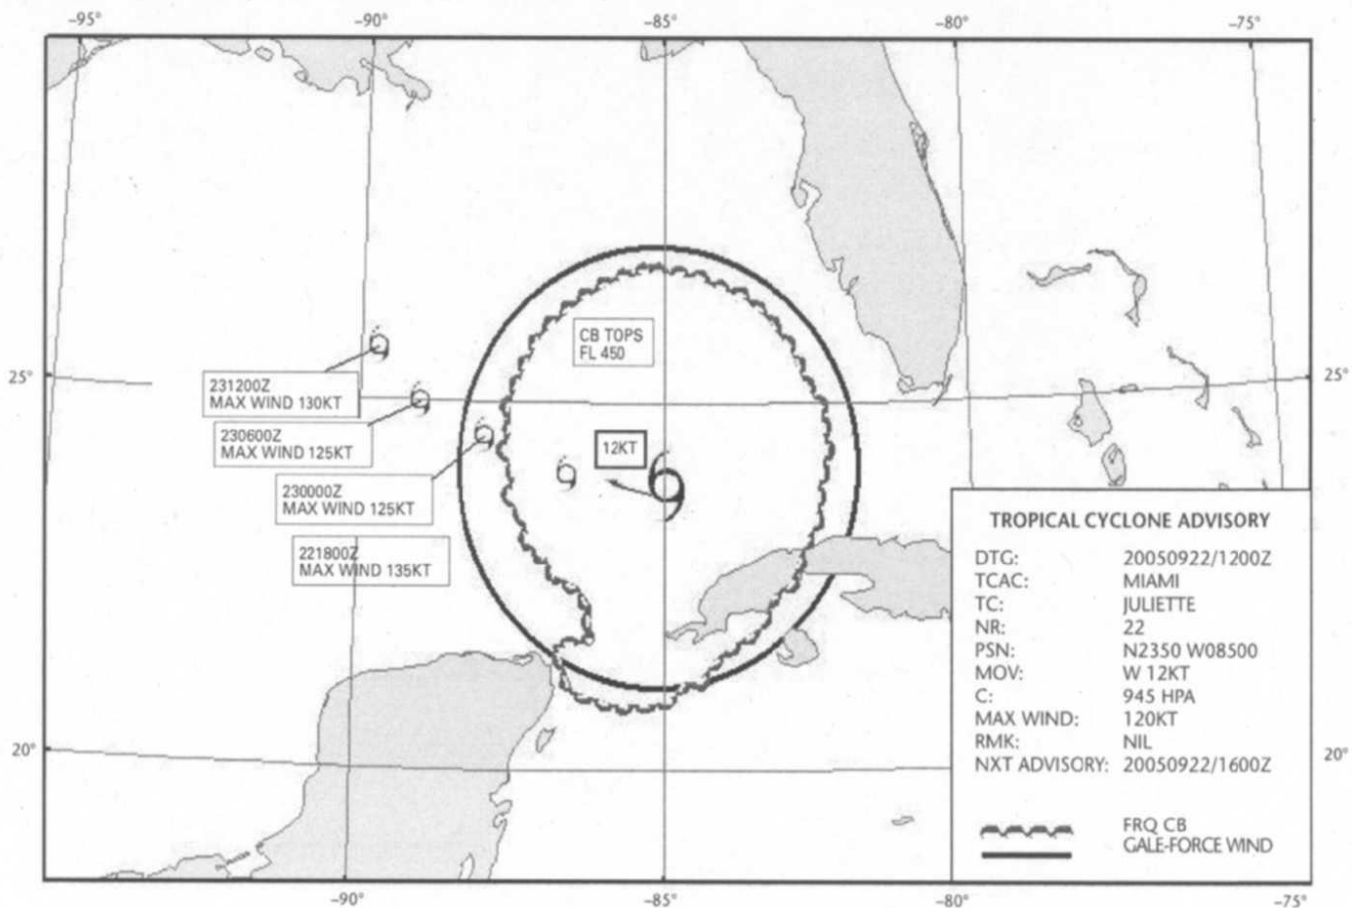 -95° -90° -85° -80° -75°
CB TOPS
FL 450
25° 25°
231200Z
MAX WIND 130KT
230600Z
MAX WIND 125KT
12KT
230000Z
MAX WIND 125KT
221800Z
MAX WIND 135KT
TROPICAL CYCLONE ADVISORY
DTG: 20050922/1200Z
TCAC: MIAMI
TC: JULIETTE
NR: 22
PSN: N2350 W08500
MOV: W 12KT
C: 945 HPA
MAX WIND: 120KT
RMK: NIL
NXT ADVISORY: 20050922/1600Z
20° 20°
FRQ CB
GALE-FORCE WIND
-90° -85° -80° -75°